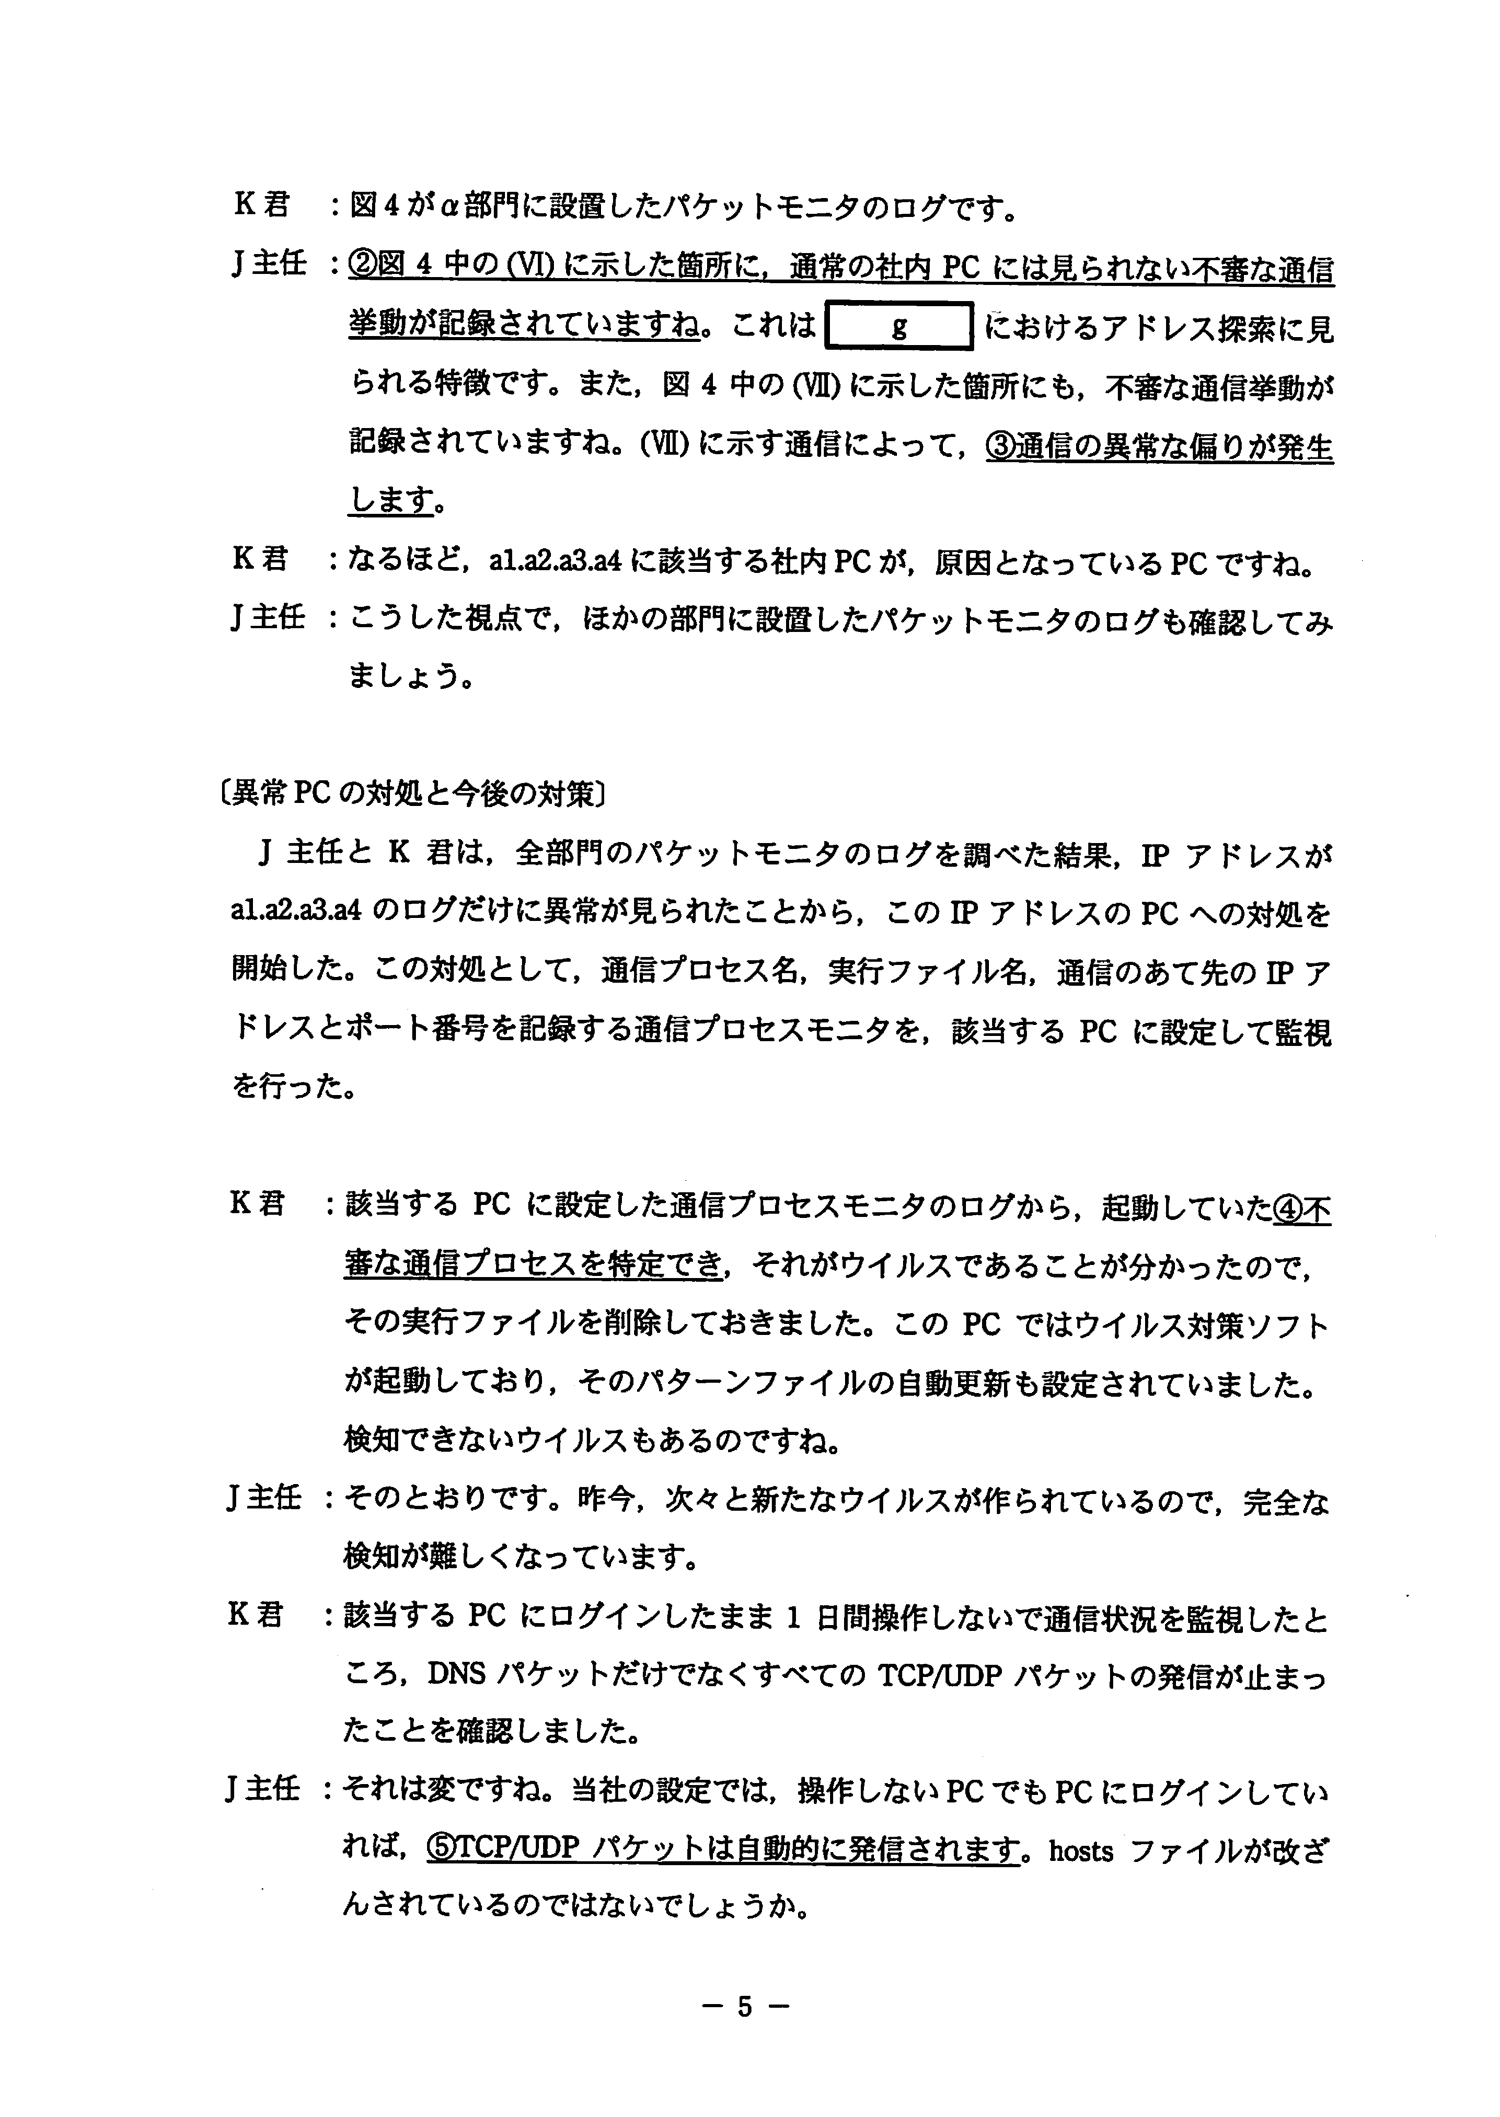 K君　：図4がα部門に設置したパケットモニタのログです。
J主任　：②図 4 中の(Ⅵ)に示した箇所に，通常の社内 PC には見られない不審な通信
挙動が記録されていますね。これは g におけるアドレス探索に見
られる特徴です。また，図 4 中の(Ⅶ)に示した箇所にも，不審な通信挙動が
記録されていますね。(Ⅶ)に示す通信によって，③通信の異常な偏りが発生
します。
K君　：なるほど，a1.a2.a3.a4 に該当する社内 PC が，原因となっている PC ですね。
J主任　：こうした視点で，ほかの部門に設置したパケットモニタのログも確認してみ
ましょう。
〔異常 PC の対処と今後の対策〕
J 主任と K 君は，全部門のパケットモニタのログを調べた結果，IP アドレスが
a1.a2.a3.a4 のログだけに異常が見られたことから，この IP アドレスの PC への対処を
開始した。この対処として，通信プロセス名，実行ファイル名，通信のあて先の IP ア
ドレスとポート番号を記録する通信プロセスモニタを，該当する PC に設定して監視
を行った。
K君　：該当する PC に設定した通信プロセスモニタのログから，起動していた④不
審な通信プロセスを特定でき，それがウイルスであることが分かったので，
その実行ファイルを削除しておきました。この PC ではウイルス対策ソフト
が起動しており，そのパターンファイルの自動更新も設定されていました。
検知できないウイルスもあるのですね。
J主任　：そのとおりです。昨今，次々と新たなウイルスが作られているので，完全な
検知が難しくなっています。
K君　：該当する PC にログインしたまま 1 日間操作しないで通信状況を監視したと
ころ，DNS パケットだけでなくすべての TCP/UDP パケットの発信が止まっ
たことを確認しました。
J主任　：それは変ですね。当社の設定では，操作しない PC でも PC にログインしてい
れば，⑤TCP/UDP パケットは自動的に発信されます。hosts ファイルが改ざ
んされているのではないでしょうか。
－ 5 －